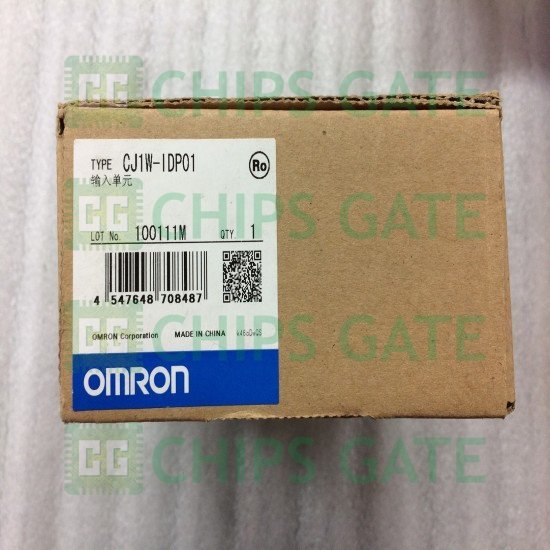 CHIPS GATE
TYPE CJ1W-IDP01
输入单元
Ro
CHIPS GATE
LOT No. 100111M QTY. 1
4 547648 708487
CHIPS GATE
OMRON Corporation MADE IN CHINA
OMRON
CHIPS GATE